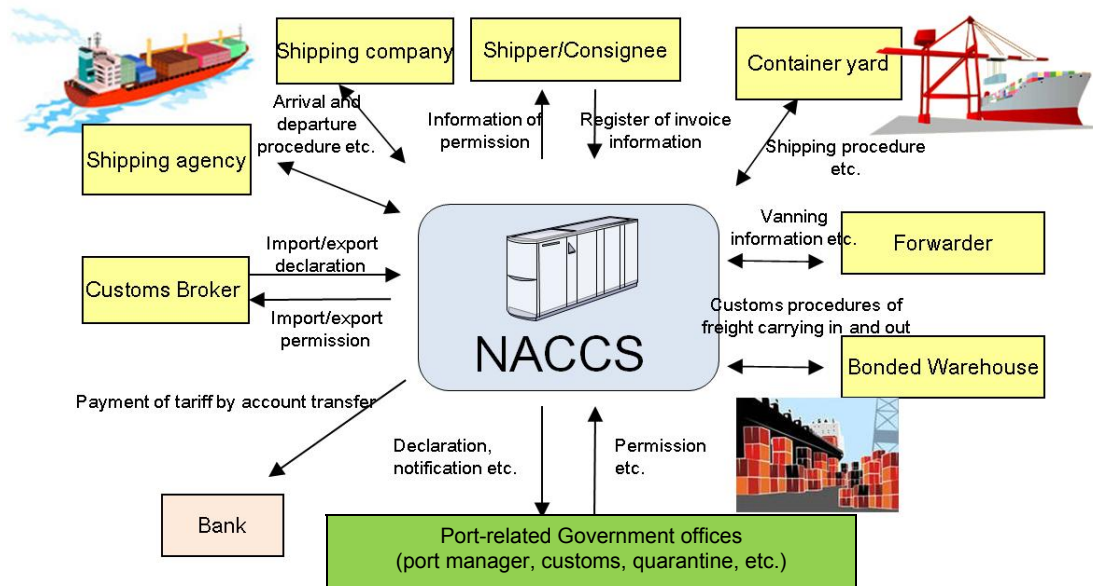 Shipping company
Shipper/Consignee
Container yard
Arrival and
departure
procedure etc.
Information of
permission
Register of invoice
information
Shipping procedure
etc.
Shipping agency
Vanning
information etc.
Forwarder
Import/export
declaration
Customs Broker
Import/export
permission
Customs procedures of
freight carrying in and out
NACCS
Bonded Warehouse
Payment of tariff by account transfer
Declaration,
notification etc.
Permission
etc.
Bank
Port-related Government offices
(port manager, customs, quarantine, etc.)